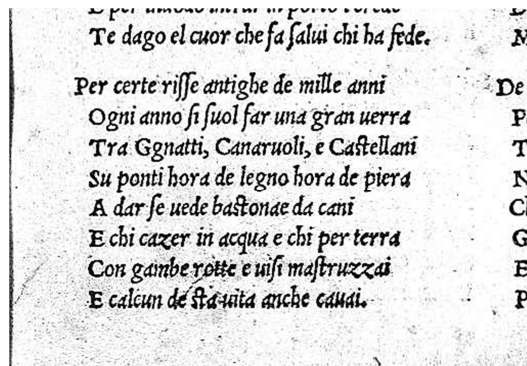 E per
Te dago el cuor che fa ſalui chi ha fede.
Per certe riſſe antighe de mille anni
Ogni anno ſi ſuol far una gran uerra
Tra Ggnatti, Canaruoli, e Caſtellani
Su ponti hora de legno hora de piera
A dar ſe uede baſtonae da cani
E chi cazer in acqua e chi per terra
Con gambe rotte e uiſi maſtruzzai
E calcun de ſta uita anche cauai.
De